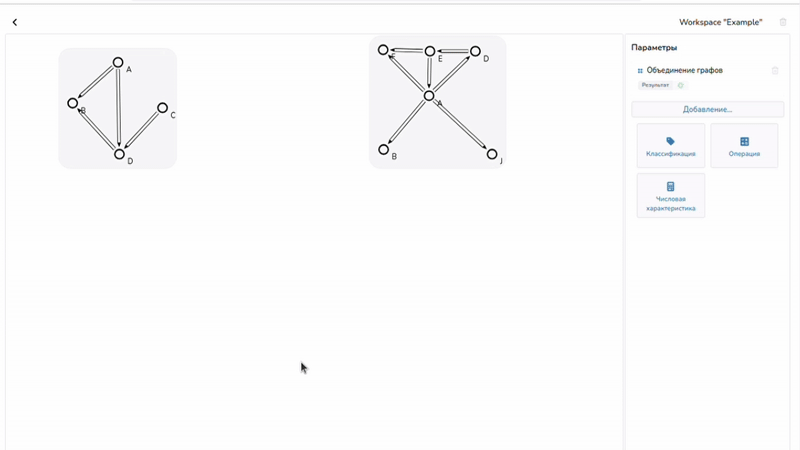 Workspace "Example"
Параметры
Объединение графов
Результат
Добавление...
Классификация
Операция
Числовая
характеристика
A
B
C
D
F
E
D
A
B
J